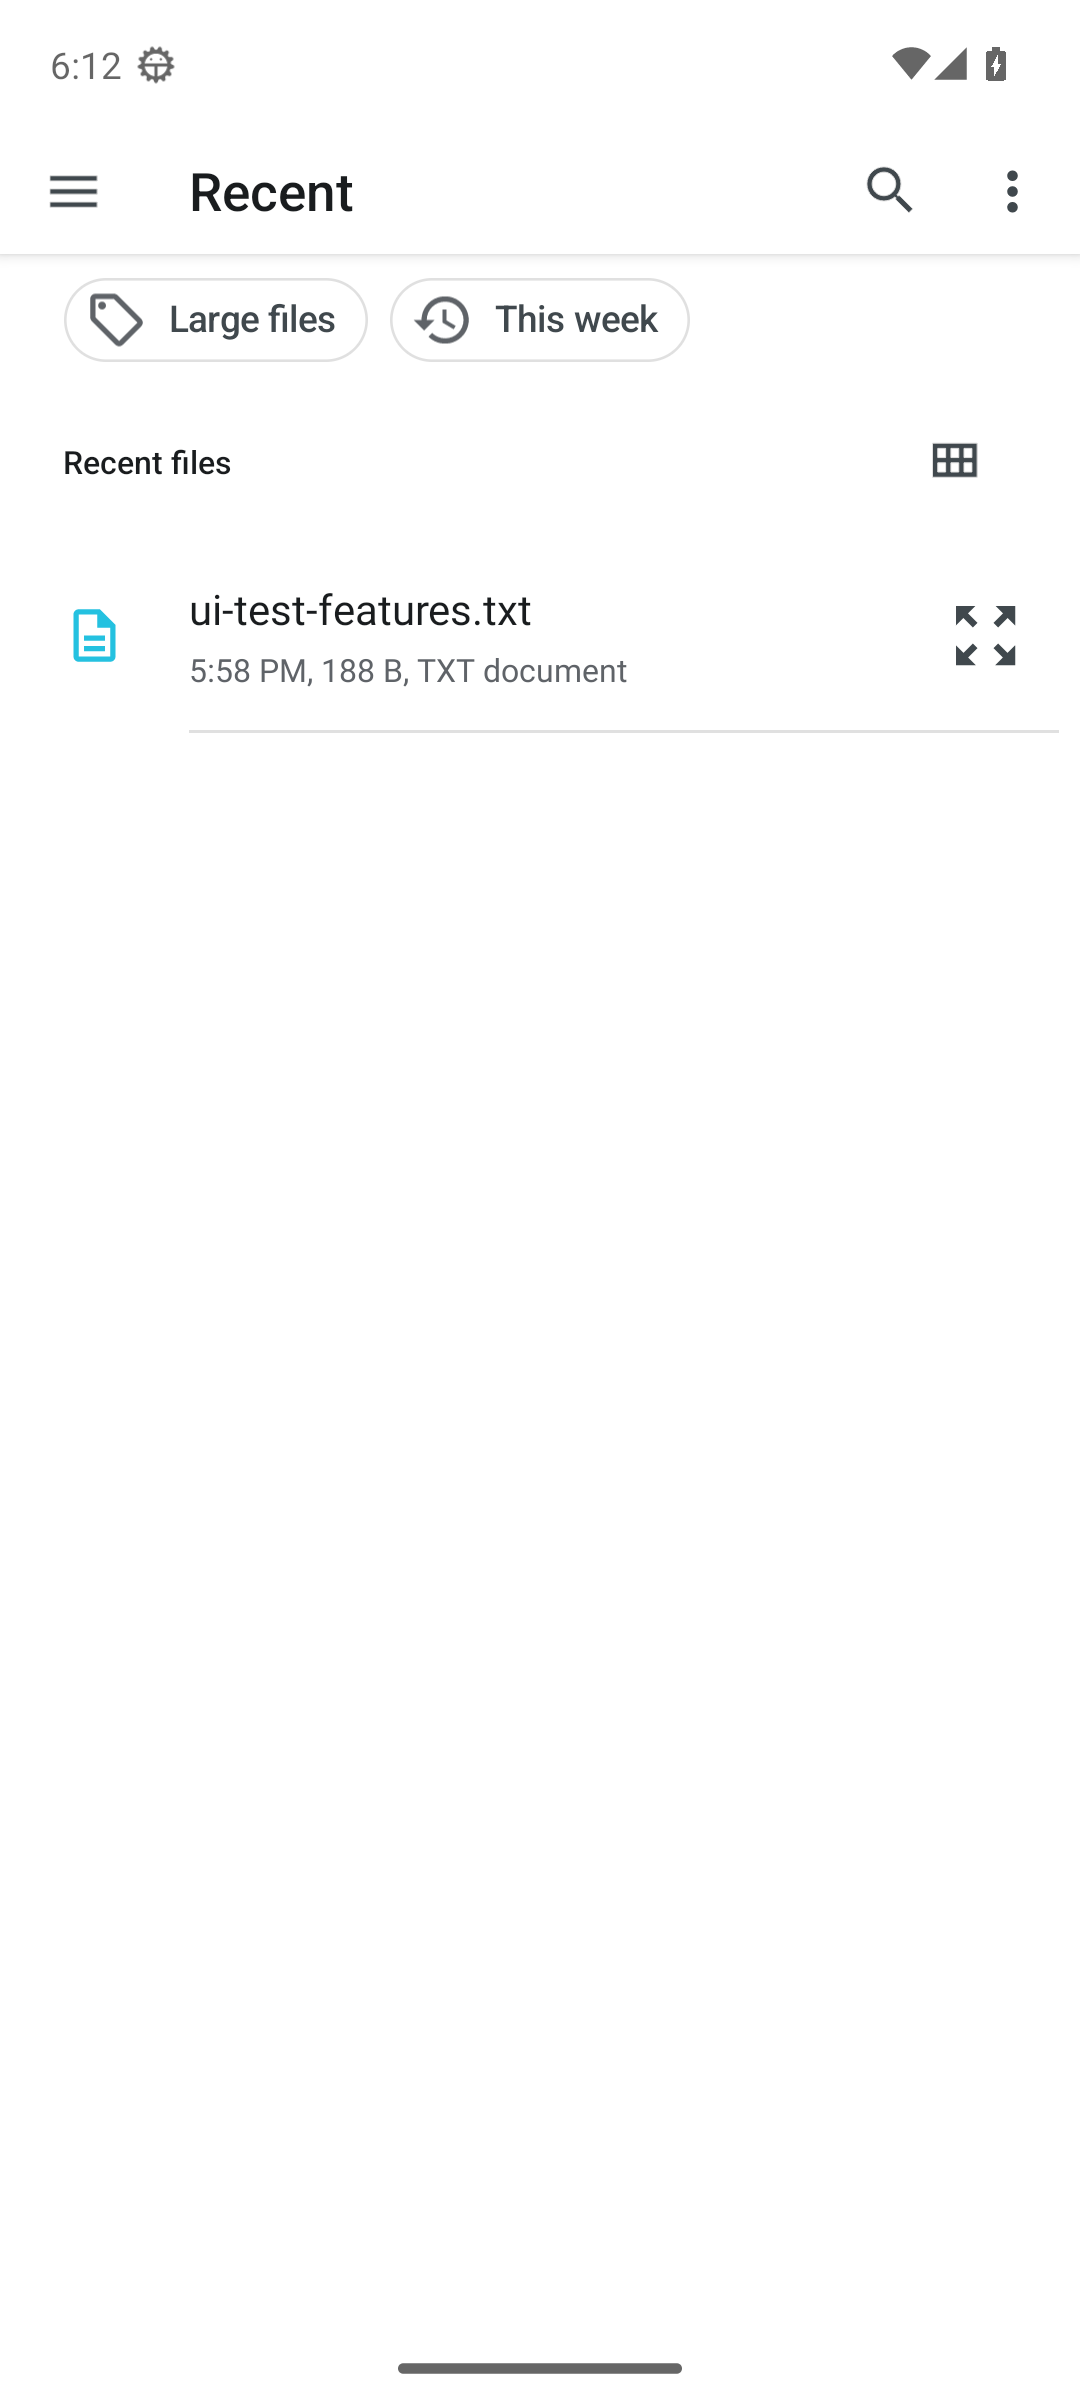 6:12
Recent
Large files
This week
Recent files
ui-test-features.txt
5:58 PM, 188 B, TXT document